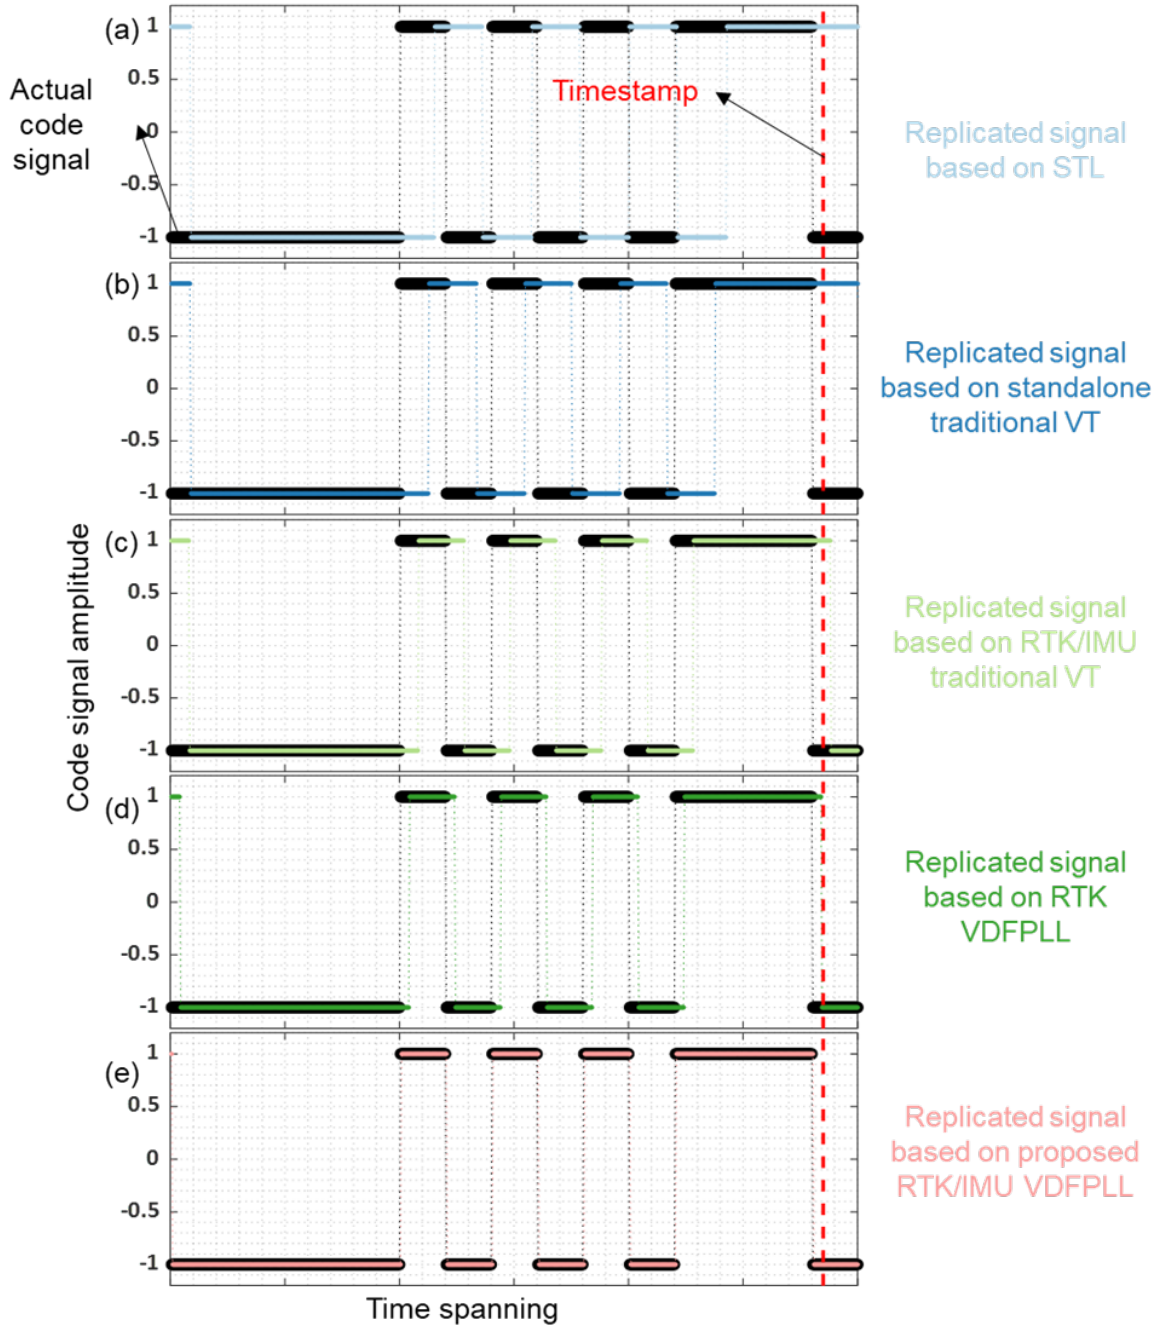 (a)
1
0.5
0
-0.5
-1
Actual
code
signal
Timestamp
Replicated signal
based on STL
(b)
1
0.5
0
-0.5
-1
Replicated signal
based on standalone
traditional VT
(c)
1
0.5
0
-0.5
-1
Replicated signal
based on RTK/IMU
traditional VT
Code signal amplitude
(d)
1
0.5
0
-0.5
-1
Replicated signal
based on RTK
VDFPLL
(e)
1
0.5
0
-0.5
-1
Replicated signal
based on proposed
RTK/IMU VDFPLL
Time spanning